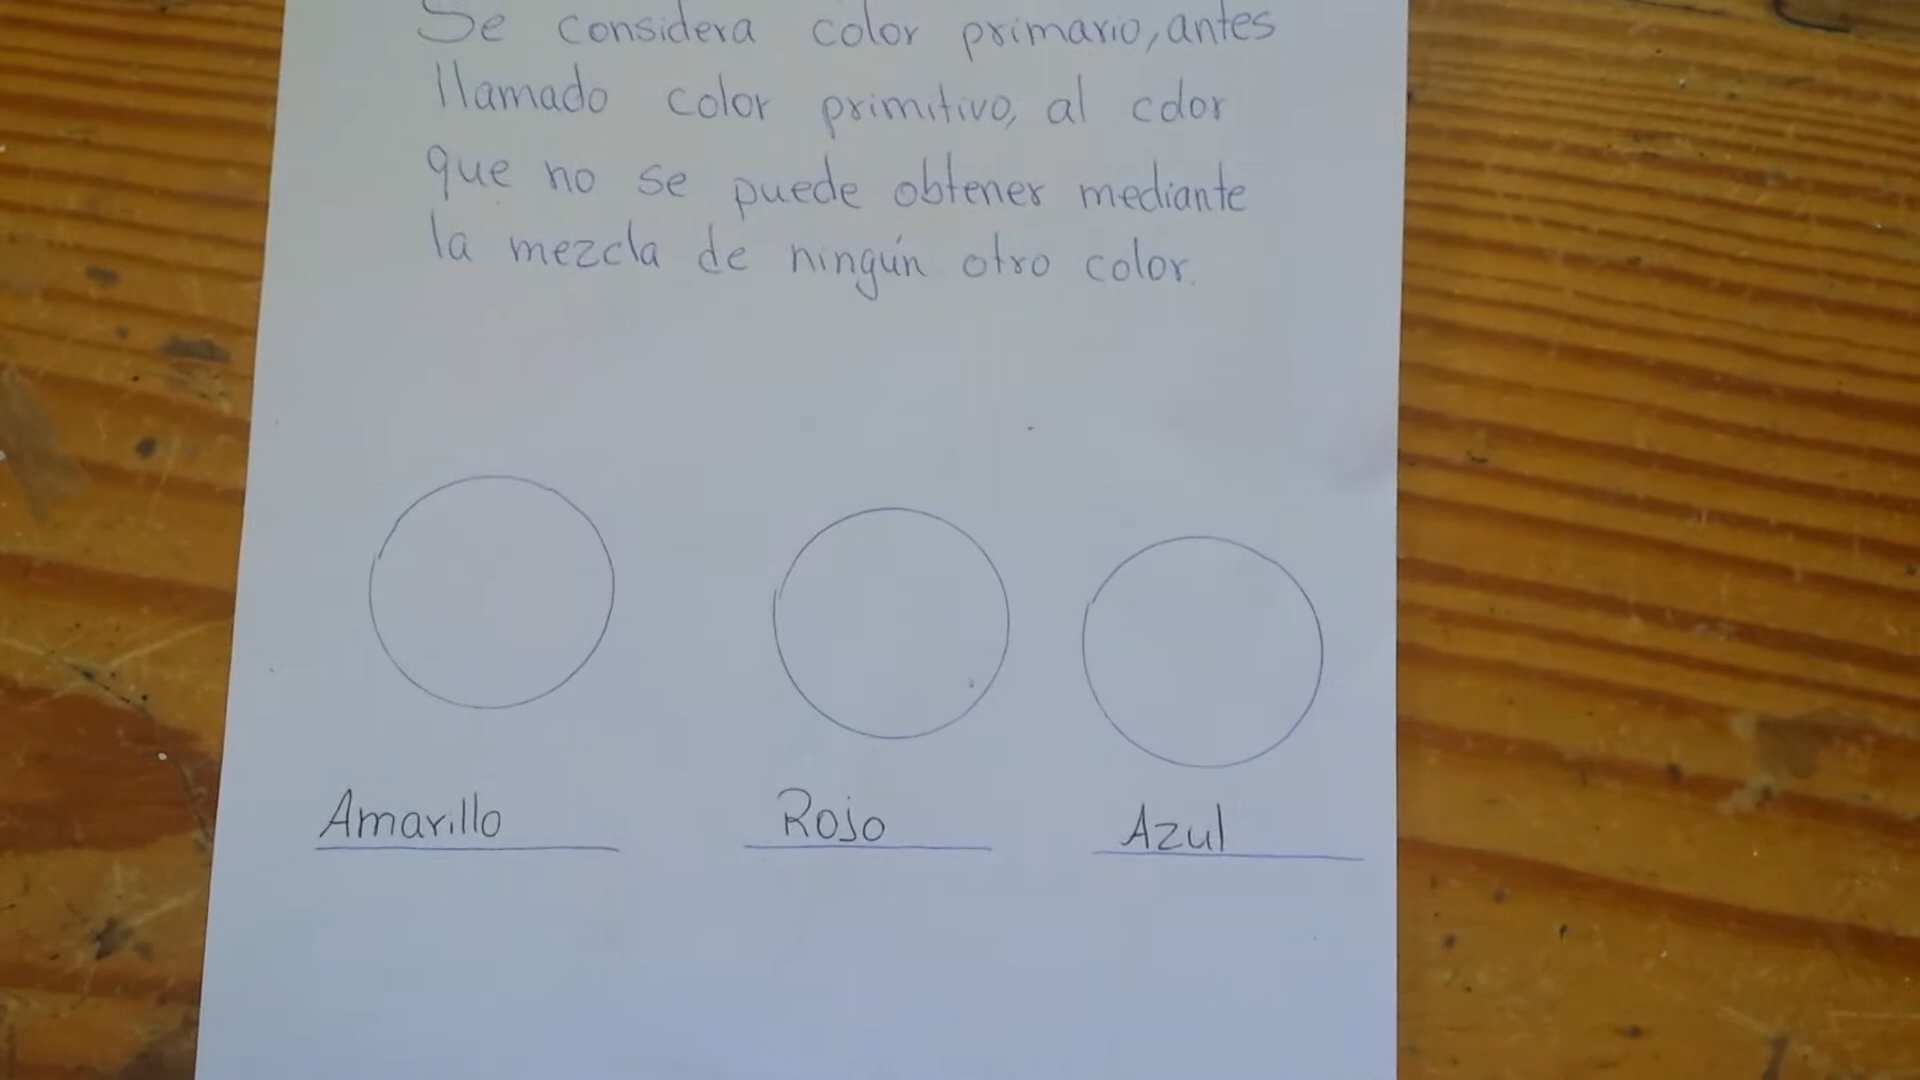 Se considera color primario, antes
llamado color primitivo, al color
que no se puede obtener mediante
la mezcla de ningún otro color.
Amarillo
Rojo
Azul